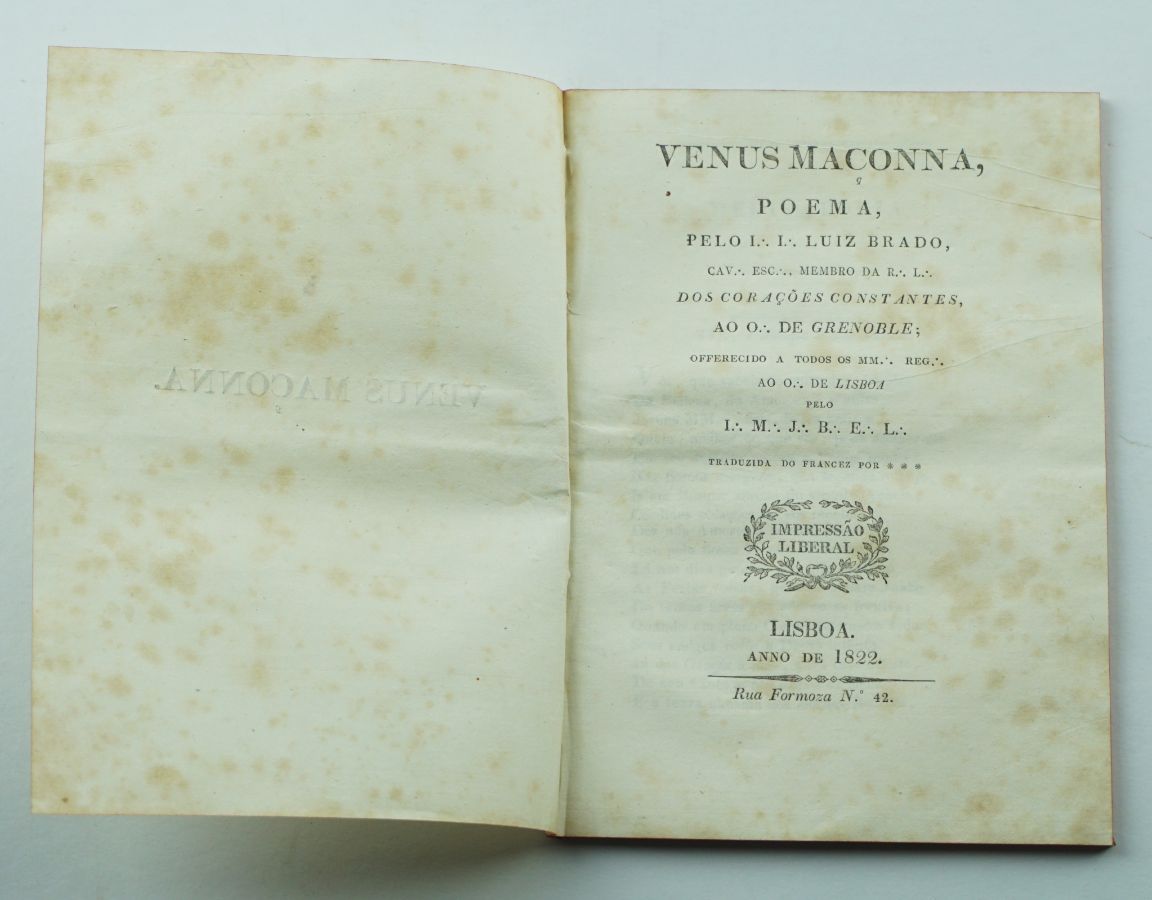 VENUS MAÇONNA.
VENUS MAÇONNA,
POEMA,
PELO I.·. I.·. LUIZ BRADO,
CAV.·. ESC.·., MEMBRO DA R.·. L.·.
DOS CORAÇÕES CONSTANTES,
AO O.·. DE GRENOBLE;
OFFERECIDO A TODOS OS MM.·. REG.·.
AO O.·. DE LISBOA
PELO
I.·. M.·. J.·. B.·. E.·. L.·.
TRADUZIDA DO FRANCEZ POR * * *
IMPRESSÃO
LIBERAL
LISBOA.
ANNO DE 1822.
Rua Formoza N.° 42.